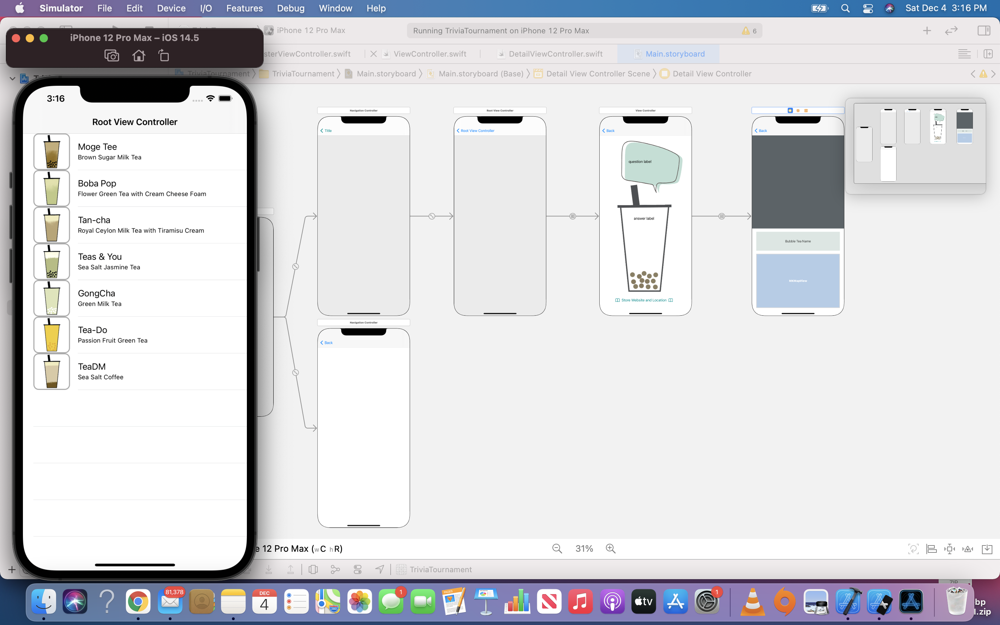 Simulator File Edit Device I/O Features Debug Window Help
Sat Dec 4 3:16 PM
iPhone 12 Pro Max
Running TriviaTournament on iPhone 12 Pro Max
6
iPhone 12 Pro Max – iOS 14.5
sterViewController.swift
ViewController.swift
DetailViewController.swift
Main.storyboard
TriviaTournament
TriviaTournament
Main.storyboard
Main.storyboard (Base)
Detail View Controller Scene
Detail View Controller
3:16
Root View Controller
Moge Tee
Brown Sugar Milk Tea
Boba Pop
Flower Green Tea with Cream Cheese Foam
Tan-cha
Royal Ceylon Milk Tea with Tiramisu Cream
Teas & You
Sea Salt Jasmine Tea
GongCha
Green Milk Tea
Tea-Do
Passion Fruit Green Tea
TeaDM
Sea Salt Coffee
Navigation Controller
Title
Root View Controller
Root View Controller
View Controller
Back
question label
answer label
Store Website and Location
Back
Bubble Tea Name
MKMapView
Navigation Controller
Back
e 12 Pro Max (wC hR)
31%
TriviaTournament
81,378
DEC
4
1
PAGES
280
tv
1
ZIP
bp
l.zip